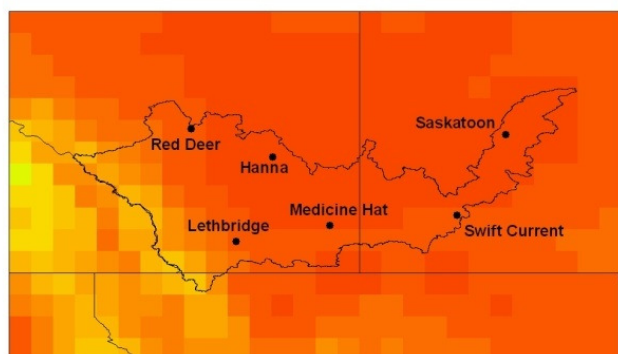 Saskatoon
Red Deer
Hanna
Medicine Hat
Lethbridge
Swift Current